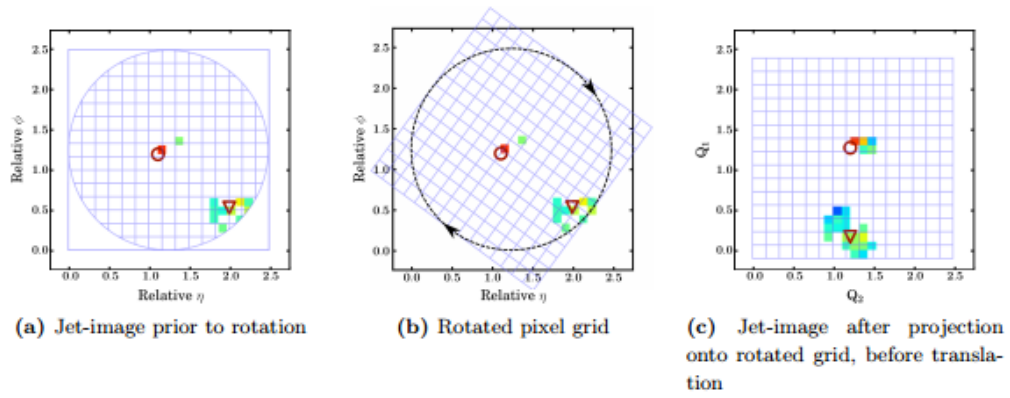 2.5
2.0
1.5
1.0
0.5
0.0
Relative ϕ
0.0 0.5 1.0 1.5 2.0 2.5
Relative η
(a) Jet-image prior to rotation
2.5
2.0
1.5
1.0
0.5
0.0
Relative ϕ
0.0 0.5 1.0 1.5 2.0 2.5
Relative η
(b) Rotated pixel grid
2.5
2.0
1.5
1.0
0.5
0.0
Q₁
0.0 0.5 1.0 1.5 2.0 2.5
Q₂
(c) Jet-image after projection
onto rotated grid, before transla-
tion